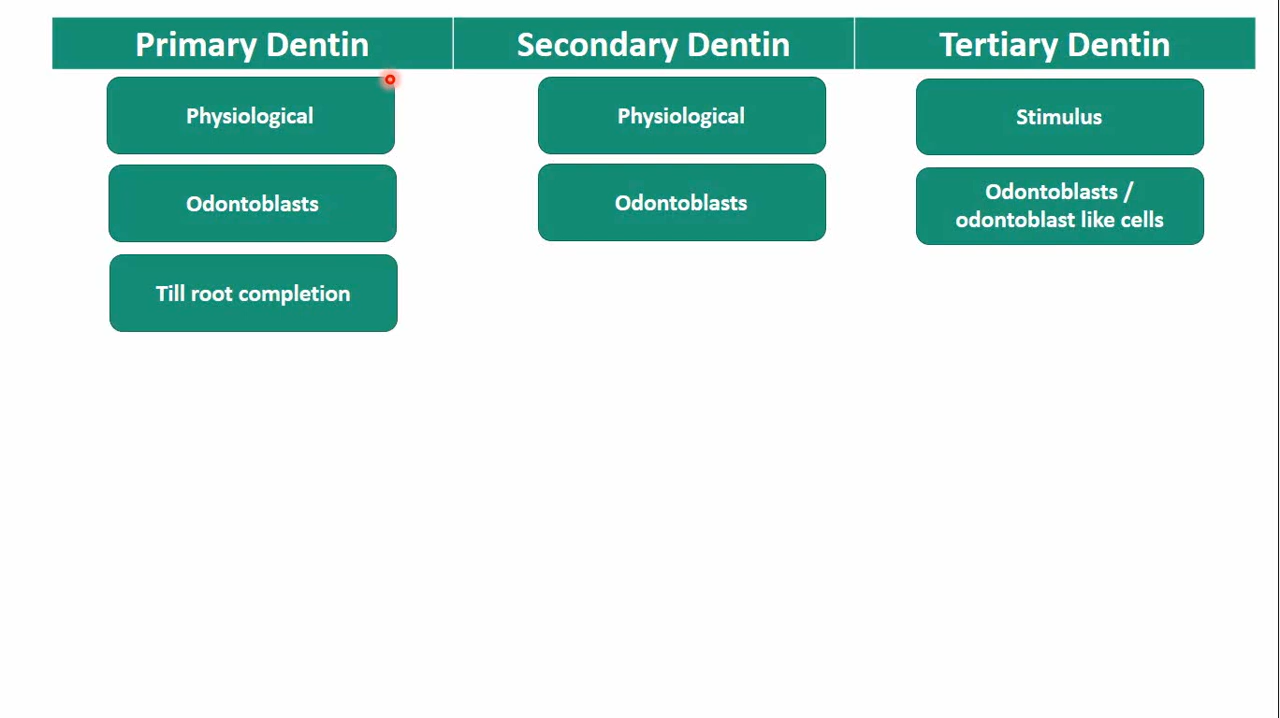 Primary Dentin
Secondary Dentin
Tertiary Dentin
Physiological
Physiological
Stimulus
Odontoblasts
Odontoblasts
Odontoblasts /
odontoblast like cells
Till root completion